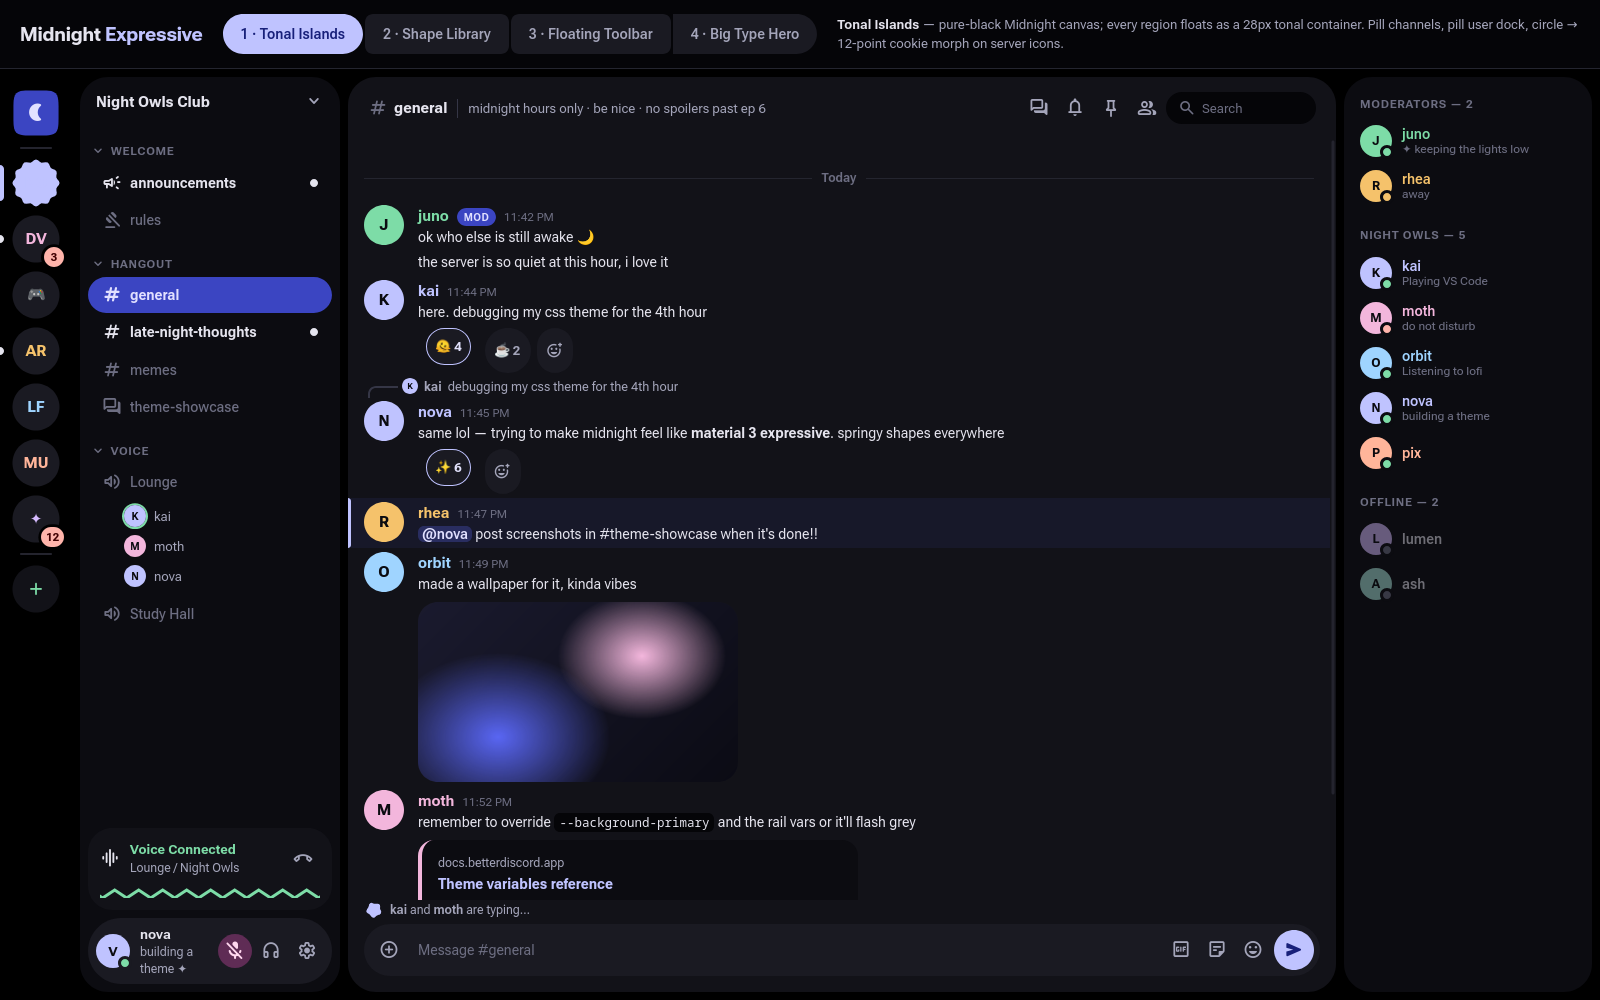 Midnight Expressive
1 · Tonal Islands
2 · Shape Library
3 · Floating Toolbar
4 · Big Type Hero
Tonal Islands — pure-black Midnight canvas; every region floats as a 28px tonal container. Pill channels, pill user dock, circle →
12-point cookie morph on server icons.
DV
3
AR
LF
MU
12
Night Owls Club
WELCOME
announcements
rules
HANGOUT
general
late-night-thoughts
memes
theme-showcase
VOICE
Lounge
K kai
M moth
N nova
Study Hall
Voice Connected
Lounge / Night Owls
V
nova
building a
theme ✦
# general
midnight hours only · be nice · no spoilers past ep 6
Search
Today
J
juno MOD 11:42 PM
ok who else is still awake 🌙
the server is so quiet at this hour, i love it
K
kai 11:44 PM
here. debugging my css theme for the 4th hour
🫠 4
☕ 2
K kai debugging my css theme for the 4th hour
N
nova 11:45 PM
same lol — trying to make midnight feel like material 3 expressive. springy shapes everywhere
✨ 6
R
rhea 11:47 PM
@nova post screenshots in #theme-showcase when it's done!!
O
orbit 11:49 PM
made a wallpaper for it, kinda vibes
M
moth 11:52 PM
remember to override --background-primary and the rail vars or it'll flash grey
docs.betterdiscord.app
Theme variables reference
kai and moth are typing...
Message #general
GIF
MODERATORS — 2
J
juno
✦ keeping the lights low
R
rhea
away
NIGHT OWLS — 5
K
kai
Playing VS Code
M
moth
do not disturb
O
orbit
Listening to lofi
N
nova
building a theme
P
pix
OFFLINE — 2
L
lumen
A
ash